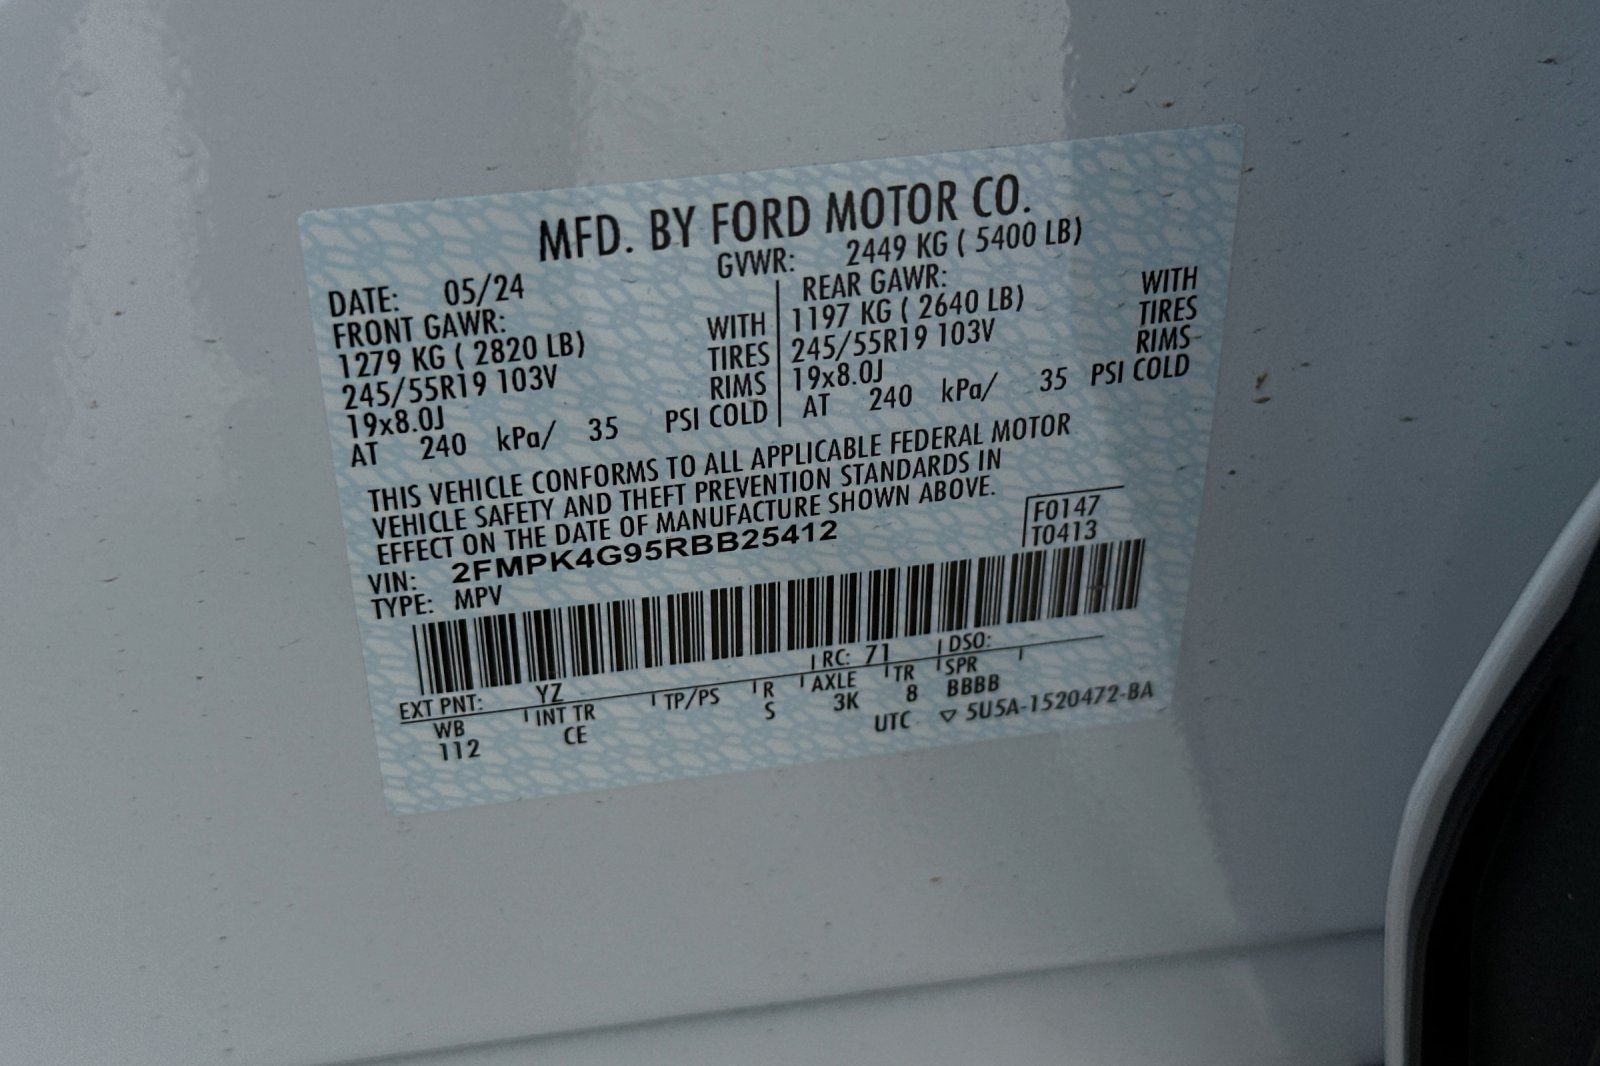 MFD. BY FORD MOTOR CO.
DATE: 05/24 GVWR: 2449 KG ( 5400 LB)
FRONT GAWR:
1279 KG ( 2820 LB) WITH
245/55R19 103V TIRES
19x8.0J RIMS
AT 240 kPa/ 35 PSI COLD
REAR GAWR:
1197 KG ( 2640 LB) WITH
245/55R19 103V TIRES
19x8.0J RIMS
AT 240 kPa/ 35 PSI COLD
THIS VEHICLE CONFORMS TO ALL APPLICABLE FEDERAL MOTOR
VEHICLE SAFETY AND THEFT PREVENTION STANDARDS IN
EFFECT ON THE DATE OF MANUFACTURE SHOWN ABOVE.
VIN: 2FMPK4G95RBB25412
TYPE: MPV
F0147
T0413
EXT PNT: YZ RC: 71 DSO:
WB INT TR TP/PS R AXLE TR SPR
112 CE S 3K 8 BBBB
UTC ▽ 5U5A-1520472-BA